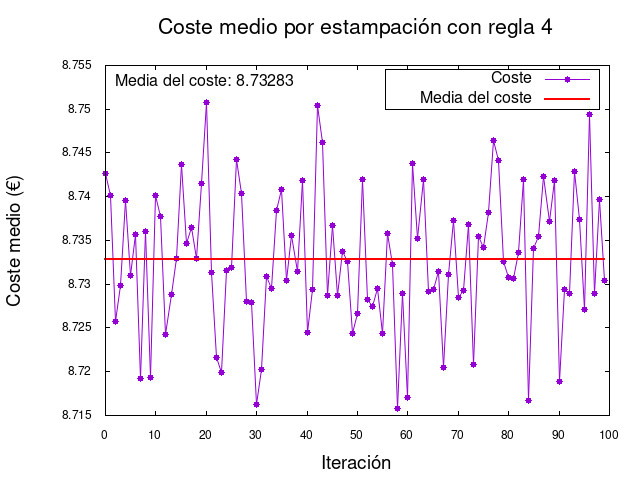 Coste medio por estampación con regla 4
Media del coste: 8.73283
Coste
Media del coste
Coste medio (€)
8.755
8.75
8.745
8.74
8.735
8.73
8.725
8.72
8.715
0 10 20 30 40 50 60 70 80 90 100
Iteración